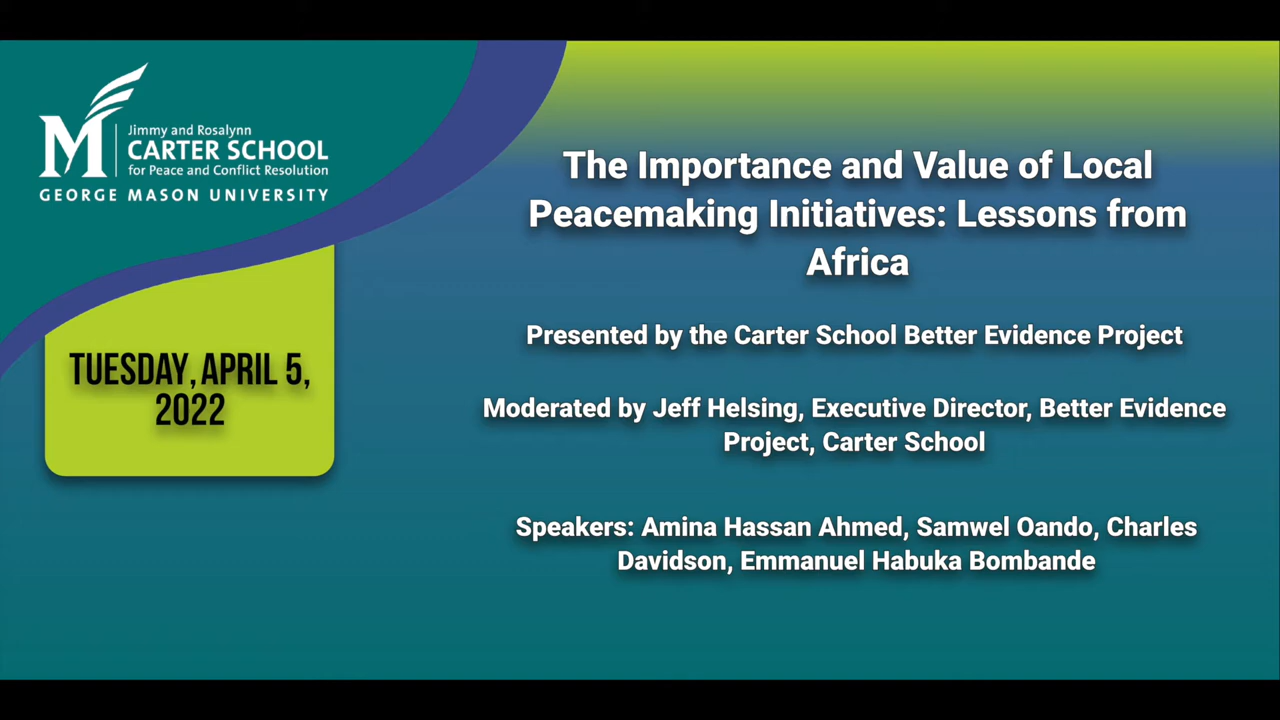 M
Jimmy and Rosalynn
CARTER SCHOOL
for Peace and Conflict Resolution
GEORGE MASON UNIVERSITY
TUESDAY, APRIL 5,
2022
The Importance and Value of Local
Peacemaking Initiatives: Lessons from
Africa
Presented by the Carter School Better Evidence Project
Moderated by Jeff Helsing, Executive Director, Better Evidence
Project, Carter School
Speakers: Amina Hassan Ahmed, Samwel Oando, Charles
Davidson, Emmanuel Habuka Bombande